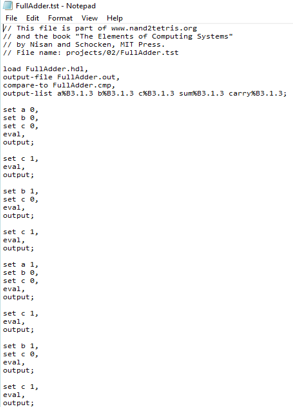 FullAdder.tst - Notepad
File Edit Format View Help
// This file is part of www.nand2tetris.org
// and the book "The Elements of Computing Systems"
// by Nisan and Schocken, MIT Press.
// File name: projects/02/FullAdder.tst
load FullAdder.hdl,
output-file FullAdder.out,
compare-to FullAdder.cmp,
output-list a%B3.1.3 b%B3.1.3 c%B3.1.3 sum%B3.1.3 carry%B3.1.3;
set a 0,
set b 0,
set c 0,
eval,
output;
set c 1,
eval,
output;
set b 1,
set c 0,
eval,
output;
set c 1,
eval,
output;
set a 1,
set b 0,
set c 0,
eval,
output;
set c 1,
eval,
output;
set b 1,
set c 0,
eval,
output;
set c 1,
eval,
output;